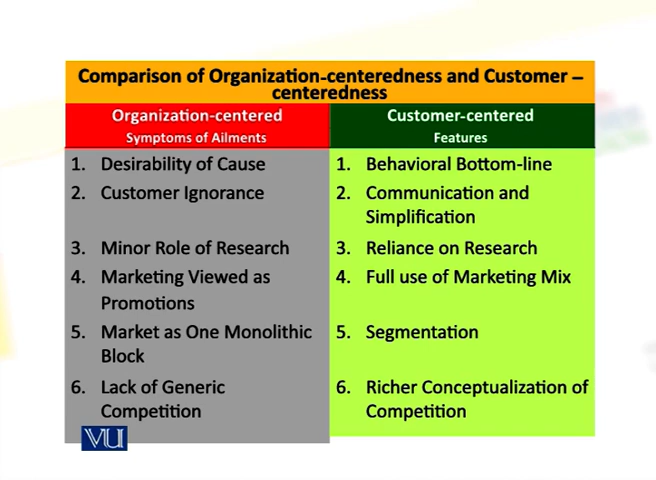 Comparison of Organization-centeredness and Customer –
centeredness
Organization-centered
Symptoms of Ailments
Customer-centered
Features
1. Desirability of Cause
1. Behavioral Bottom-line
2. Customer Ignorance
2. Communication and
Simplification
3. Minor Role of Research
3. Reliance on Research
4. Marketing Viewed as
Promotions
4. Full use of Marketing Mix
5. Market as One Monolithic
Block
5. Segmentation
6. Lack of Generic
Competition
6. Richer Conceptualization of
Competition
VU